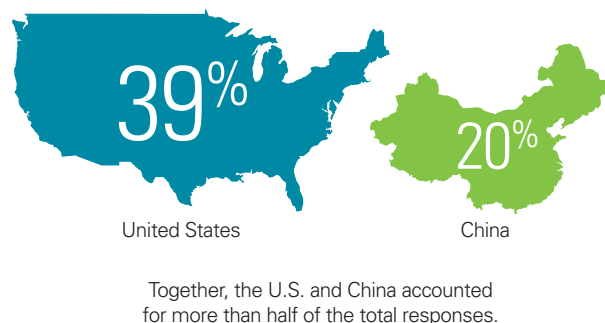 39%
20%
United States
China
Together, the U.S. and China accounted
for more than half of the total responses.